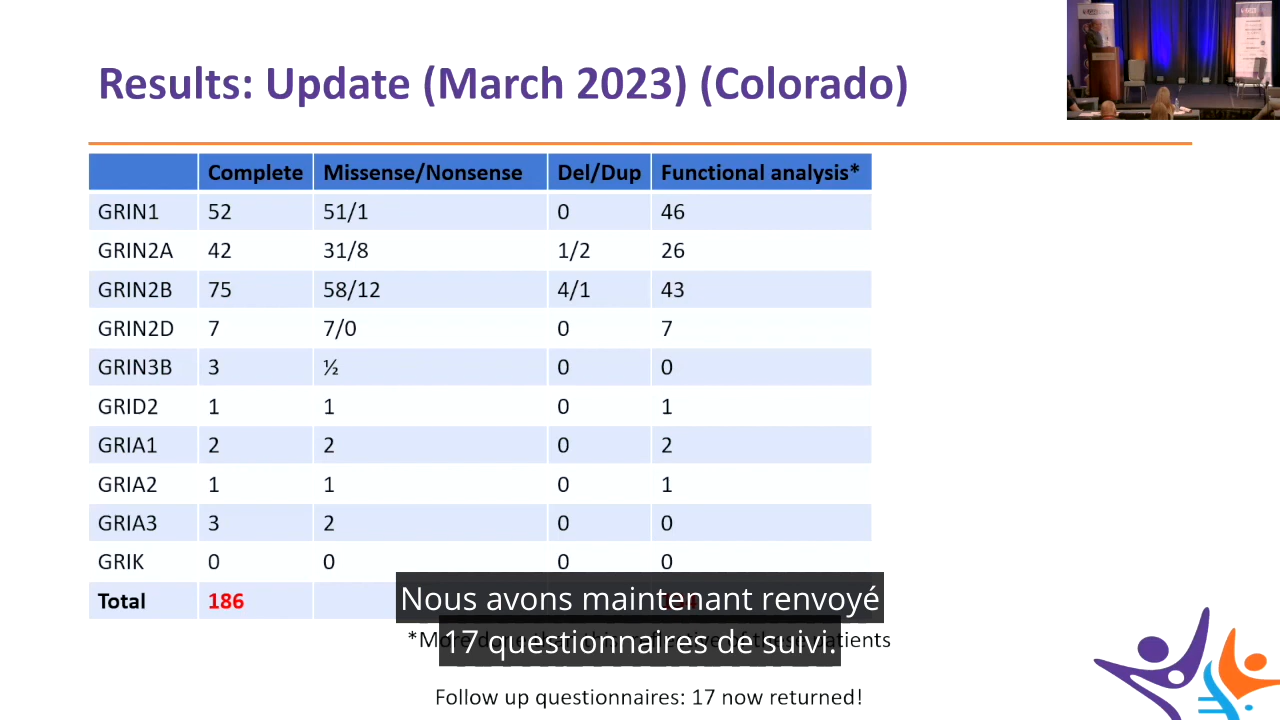 Results: Update (March 2023) (Colorado)
Complete Missense/Nonsense Del/Dup Functional analysis*
GRIN1 52 51/1 0 46
GRIN2A 42 31/8 1/2 26
GRIN2B 75 58/12 4/1 43
GRIN2D 7 7/0 0 7
GRIN3B 3 ½ 0 0
GRID2 1 1 0 1
GRIA1 2 2 0 2
GRIA2 1 1 0 1
GRIA3 3 2 0 0
GRIK 0 0 0 0
Total 186
Nous avons maintenant renvoyé
17 questionnaires de suivi.
Follow up questionnaires: 17 now returned!